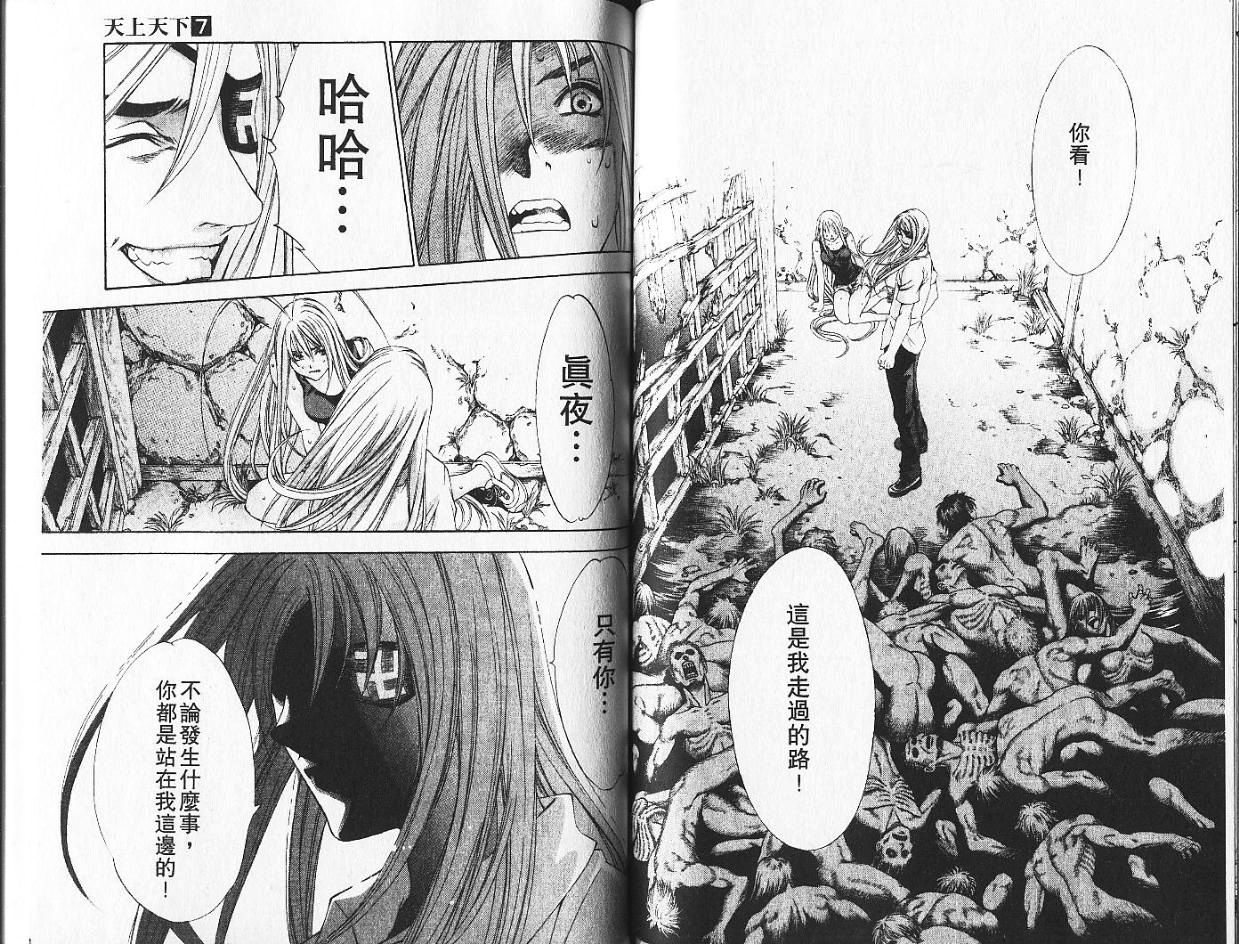 天上天下7
你看！
這是我走過的路！
哈哈…
眞夜…
只有你…
不論發生什麼事，
你都是站在我這邊的！